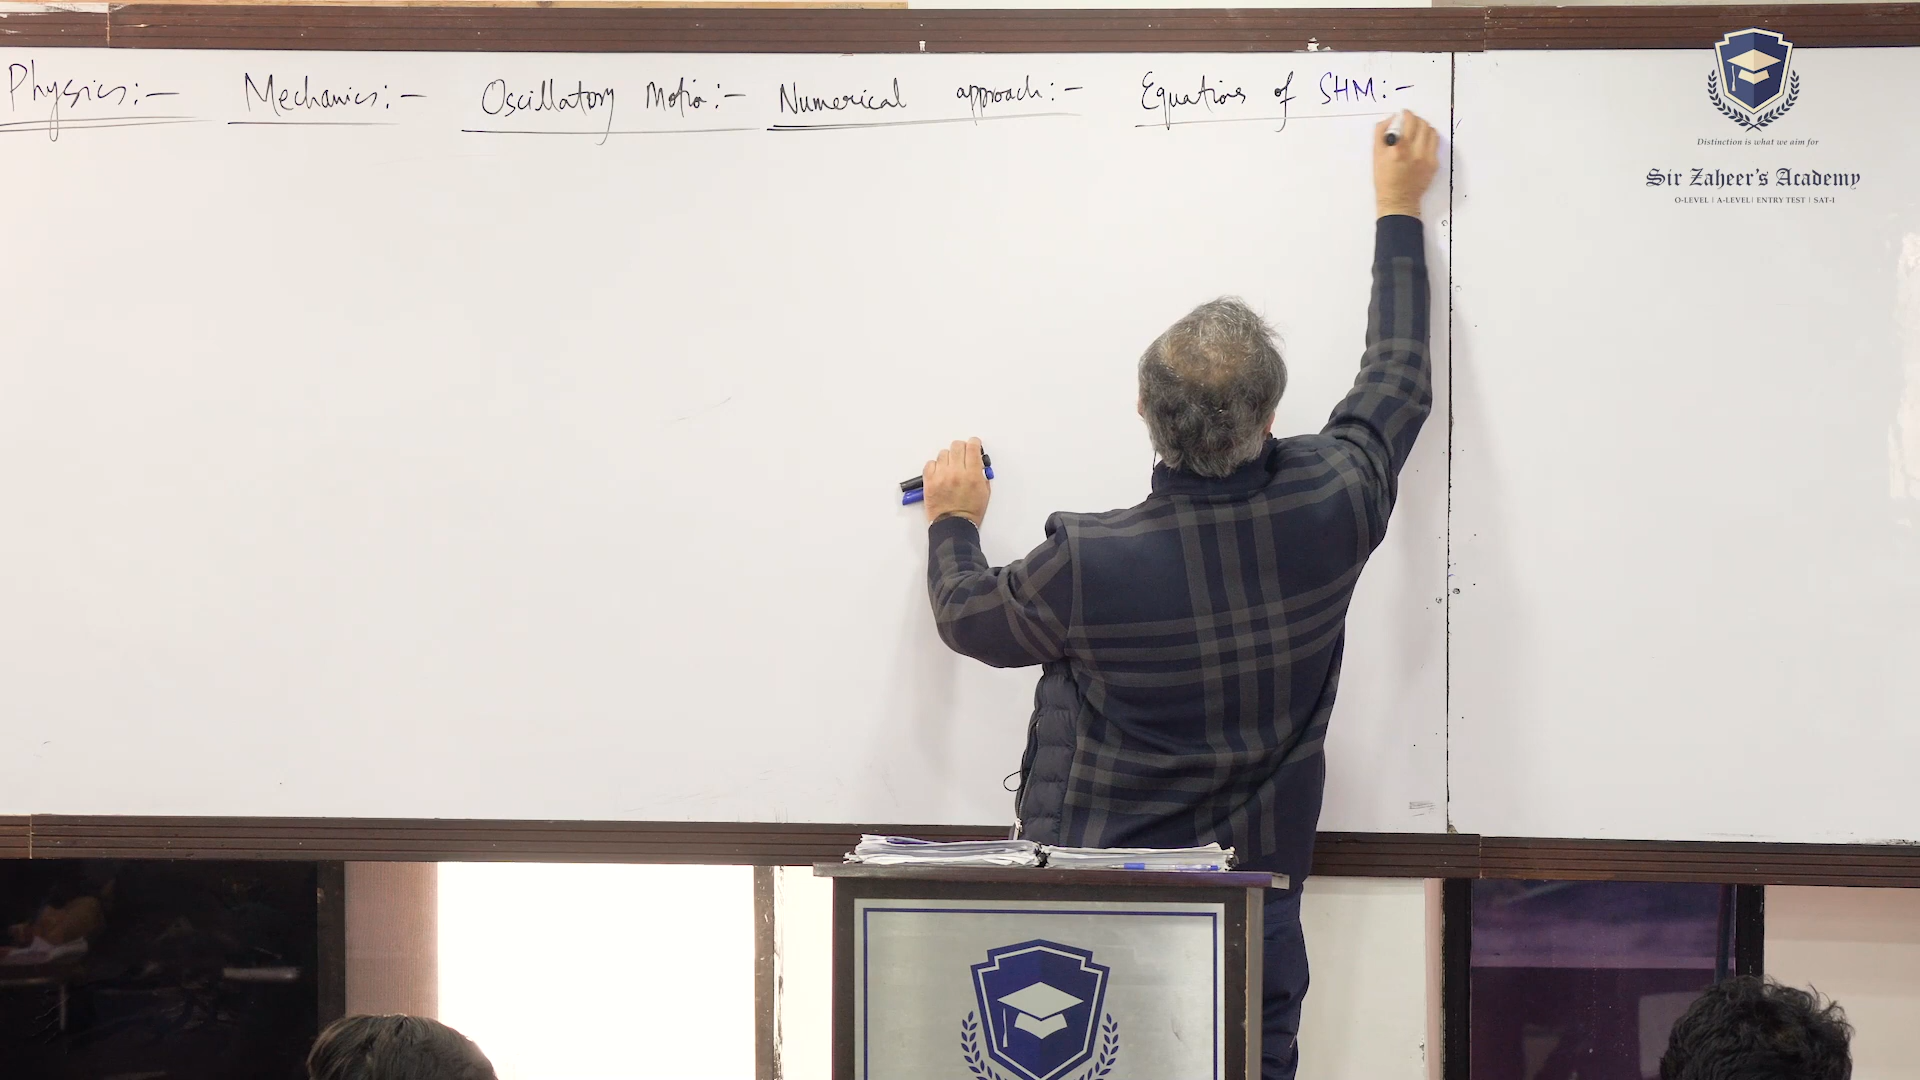 Physics:- Mechanics:- Oscillatory Motion:- Numerical approach:- Equations of SHM:-
Distinction is what we aim for
Sir Zaheer's Academy
O-LEVEL | A-LEVEL | ENTRY TEST | SAT-I